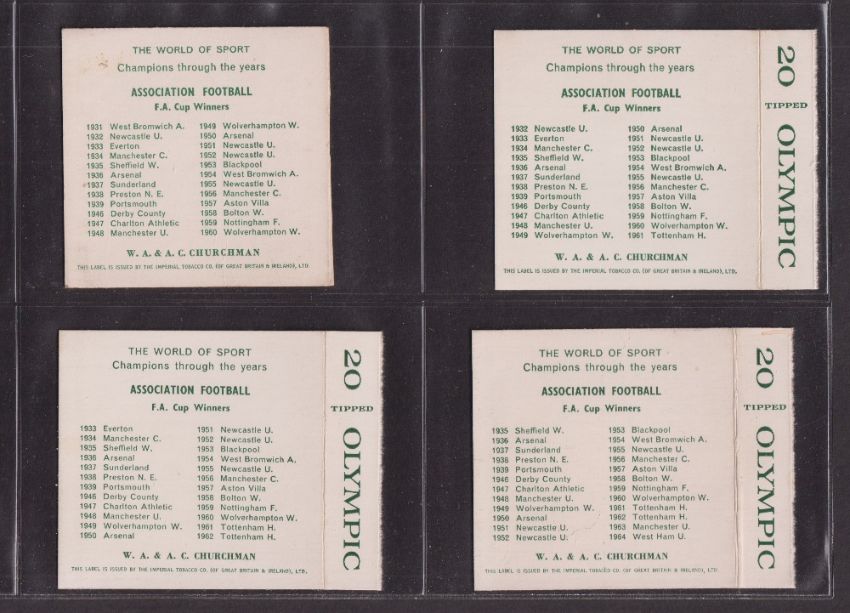 THE WORLD OF SPORT
Champions through the years
ASSOCIATION FOOTBALL
F.A. Cup Winners
1931 West Bromwich A. 1949 Wolverhampton W.
1932 Newcastle U. 1950 Arsenal
1933 Everton 1951 Newcastle U.
1934 Manchester C. 1952 Newcastle U.
1935 Sheffield W. 1953 Blackpool
1936 Arsenal 1954 West Bromwich A.
1937 Sunderland 1955 Newcastle U.
1938 Preston N. E. 1956 Manchester C.
1939 Portsmouth 1957 Aston Villa
1946 Derby County 1958 Bolton W.
1947 Charlton Athletic 1959 Nottingham F.
1948 Manchester U. 1960 Wolverhampton W.
W. A. & A. C. CHURCHMAN
THIS LABEL IS ISSUED BY THE IMPERIAL TOBACCO CO. (OF GREAT BRITAIN & IRELAND), LTD.
THE WORLD OF SPORT
Champions through the years
ASSOCIATION FOOTBALL
F.A. Cup Winners
1932 Newcastle U. 1950 Arsenal
1933 Everton 1951 Newcastle U.
1934 Manchester C. 1952 Newcastle U.
1935 Sheffield W. 1953 Blackpool
1936 Arsenal 1954 West Bromwich A.
1937 Sunderland 1955 Newcastle U.
1938 Preston N. E. 1956 Manchester C.
1939 Portsmouth 1957 Aston Villa
1946 Derby County 1958 Bolton W.
1947 Charlton Athletic 1959 Nottingham F.
1948 Manchester U. 1960 Wolverhampton W.
1949 Wolverhampton W. 1961 Tottenham H.
W. A. & A. C. CHURCHMAN
THIS LABEL IS ISSUED BY THE IMPERIAL TOBACCO CO. (OF GREAT BRITAIN & IRELAND), LTD.
20
TIPPED
OLYMPIC
THE WORLD OF SPORT
Champions through the years
ASSOCIATION FOOTBALL
F.A. Cup Winners
1933 Everton 1951 Newcastle U.
1934 Manchester C. 1952 Newcastle U.
1935 Sheffield W. 1953 Blackpool
1936 Arsenal 1954 West Bromwich A.
1937 Sunderland 1955 Newcastle U.
1938 Preston N. E. 1956 Manchester C.
1939 Portsmouth 1957 Aston Villa
1946 Derby County 1958 Bolton W.
1947 Charlton Athletic 1959 Nottingham F.
1948 Manchester U. 1960 Wolverhampton W.
1949 Wolverhampton W. 1961 Tottenham H.
1950 Arsenal 1962 Tottenham H.
W. A. & A. C. CHURCHMAN
THIS LABEL IS ISSUED BY THE IMPERIAL TOBACCO CO. (OF GREAT BRITAIN & IRELAND), LTD.
20
TIPPED
OLYMPIC
THE WORLD OF SPORT
Champions through the years
ASSOCIATION FOOTBALL
F.A. Cup Winners
1935 Sheffield W. 1953 Blackpool
1936 Arsenal 1954 West Bromwich A.
1937 Sunderland 1955 Newcastle U.
1938 Preston N. E. 1956 Manchester C.
1939 Portsmouth 1957 Aston Villa
1946 Derby County 1958 Bolton W.
1947 Charlton Athletic 1959 Nottingham F.
1948 Manchester U. 1960 Wolverhampton W.
1949 Wolverhampton W. 1961 Tottenham H.
1950 Arsenal 1962 Tottenham H.
1951 Newcastle U. 1963 Manchester U.
1952 Newcastle U. 1964 West Ham U.
W. A. & A. C. CHURCHMAN
THIS LABEL IS ISSUED BY THE IMPERIAL TOBACCO CO. (OF GREAT BRITAIN & IRELAND), LTD.
20
TIPPED
OLYMPIC